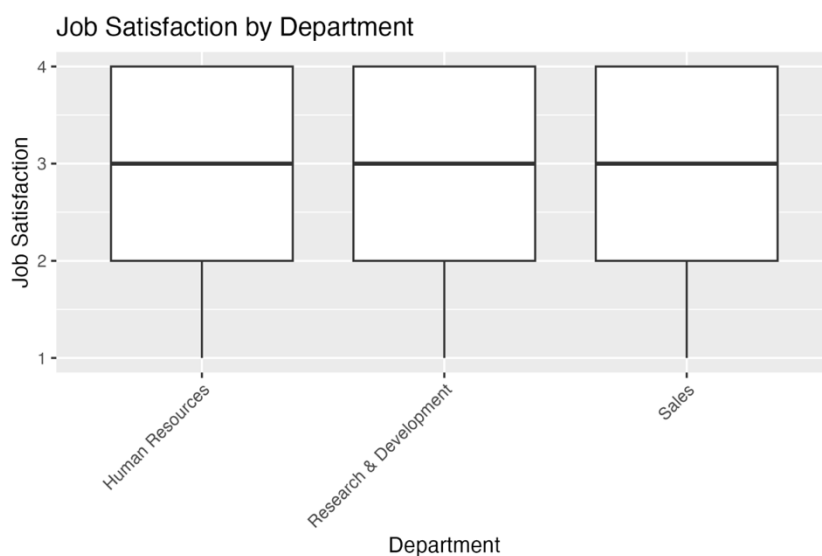 Job Satisfaction by Department
Job Satisfaction
4
3
2
1
Human Resources
Research & Development
Sales
Department